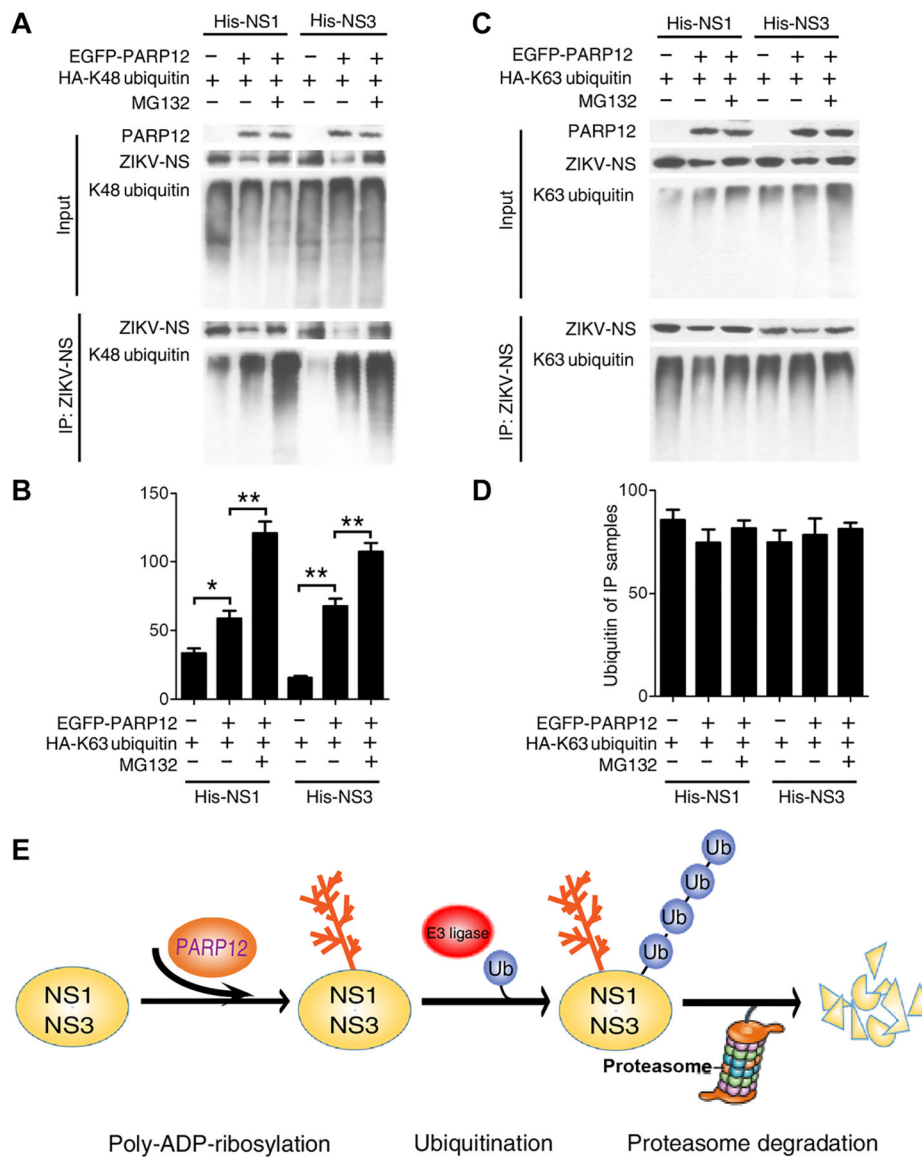 A
His-NS1 His-NS3
EGFP-PARP12 – + + – + +
HA-K48 ubiquitin + + + + + +
MG132 – – + – – +
Input
PARP12
ZIKV-NS
K48 ubiquitin
IP: ZIKV-NS
ZIKV-NS
K48 ubiquitin
C
His-NS1 His-NS3
EGFP-PARP12 – + + – + +
HA-K63 ubiquitin + + + + + +
MG132 – – + – – +
Input
PARP12
ZIKV-NS
K63 ubiquitin
IP: ZIKV-NS
ZIKV-NS
K63 ubiquitin
B
150
100
50
0
* ** ** **
EGFP-PARP12 – + + – + +
HA-K63 ubiquitin + + + + + +
MG132 – – + – – +
His-NS1 His-NS3
D
Ubiquitin of IP samples
100
50
0
EGFP-PARP12 – + + – + +
HA-K63 ubiquitin + + + + + +
MG132 – – + – – +
His-NS1 His-NS3
E
NS1
NS3
PARP12
NS1
NS3
E3 ligase
Ub
NS1
NS3
Ub
Ub
Ub
Ub
Proteasome
Poly-ADP-ribosylation Ubiquitination Proteasome degradation